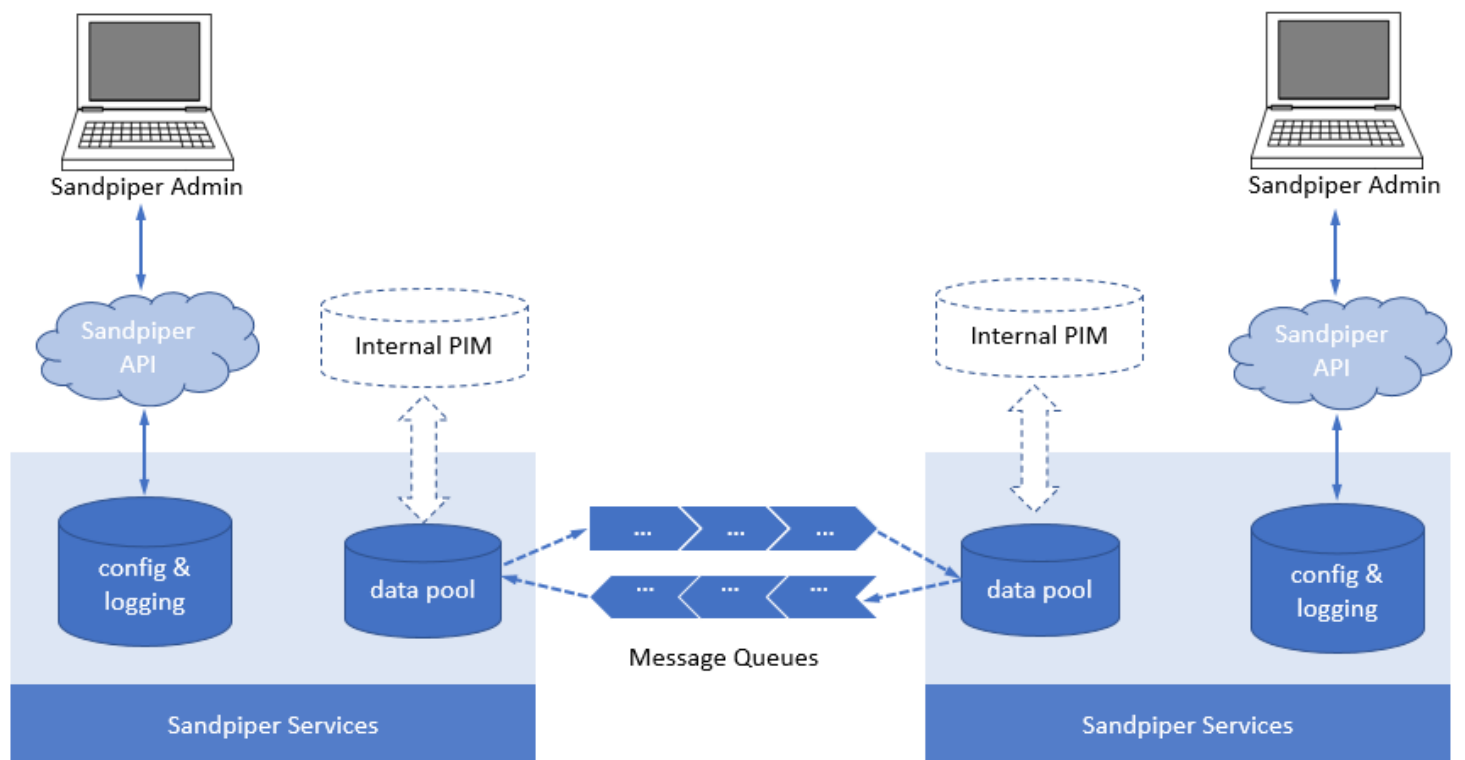 Sandpiper Admin
Sandpiper Admin
Sandpiper
API
Internal PIM
Internal PIM
Sandpiper
API
config &
logging
data pool
... ... ...
... ... ...
data pool
config &
logging
Message Queues
Sandpiper Services
Sandpiper Services